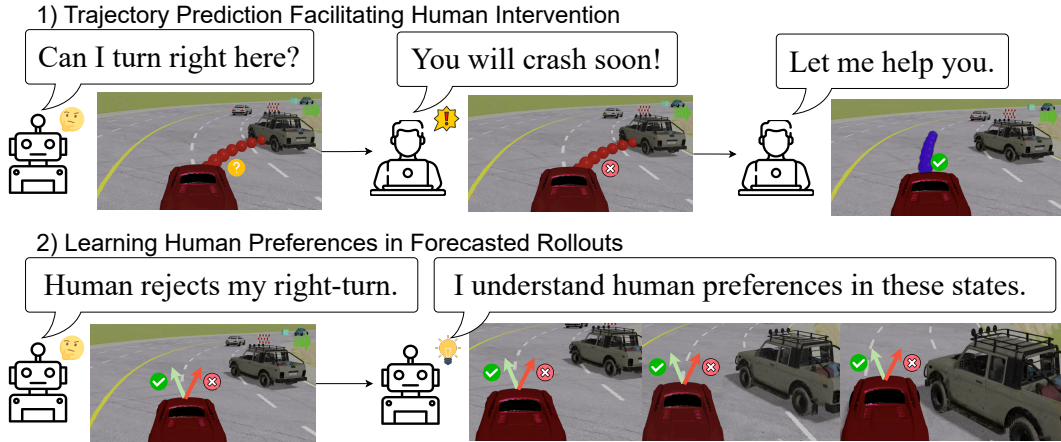 1) Trajectory Prediction Facilitating Human Intervention
Can I turn right here?
You will crash soon!
Let me help you.
2) Learning Human Preferences in Forecasted Rollouts
Human rejects my right-turn.
I understand human preferences in these states.